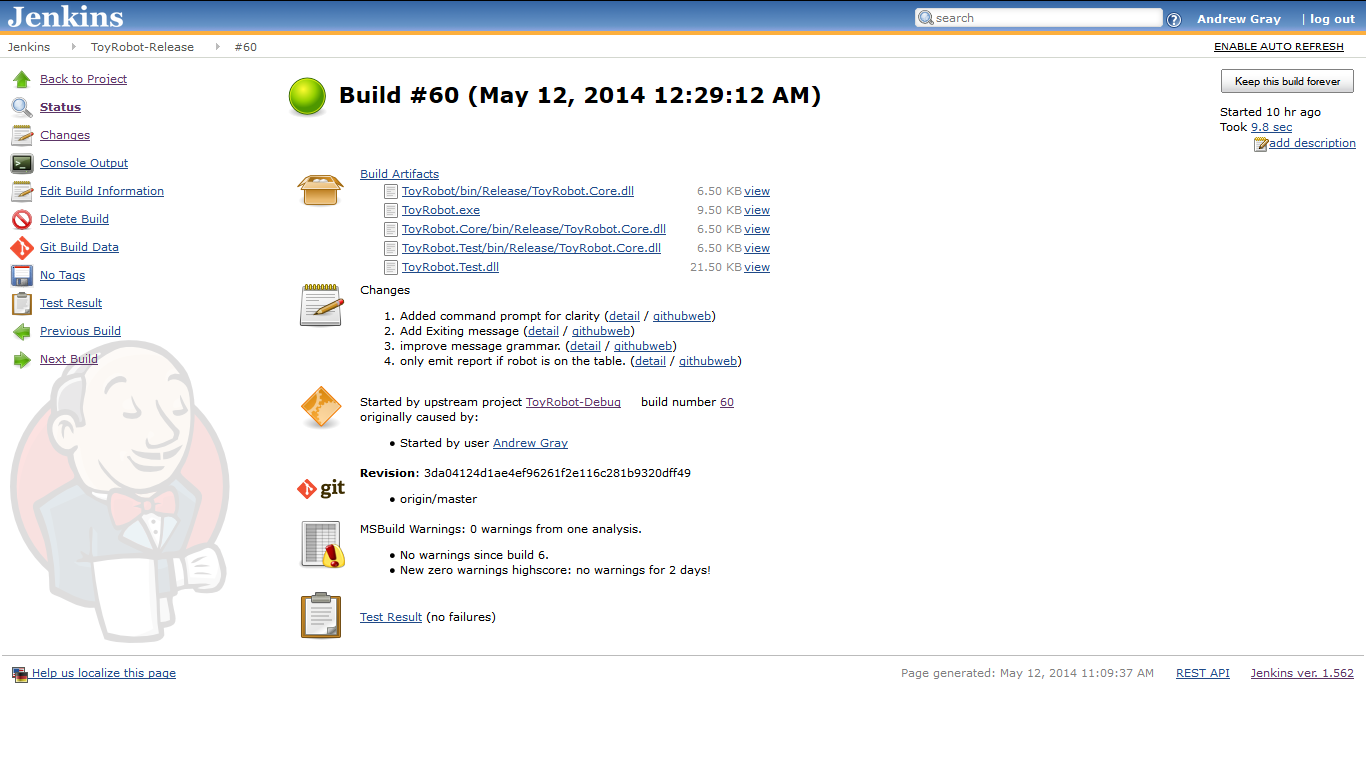 Jenkins
search
? Andrew Gray | log out
Jenkins ToyRobot-Release #60
ENABLE AUTO REFRESH
Back to Project
Status
Changes
Console Output
Edit Build Information
Delete Build
Git Build Data
No Tags
Test Result
Previous Build
Next Build
Build #60 (May 12, 2014 12:29:12 AM)
Keep this build forever
Started 10 hr ago
Took 9.8 sec
add description
Build Artifacts
ToyRobot/bin/Release/ToyRobot.Core.dll 6.50 KB view
ToyRobot.exe 9.50 KB view
ToyRobot.Core/bin/Release/ToyRobot.Core.dll 6.50 KB view
ToyRobot.Test/bin/Release/ToyRobot.Core.dll 6.50 KB view
ToyRobot.Test.dll 21.50 KB view
Changes
1. Added command prompt for clarity (detail / githubweb)
2. Add Exiting message (detail / githubweb)
3. improve message grammar. (detail / githubweb)
4. only emit report if robot is on the table. (detail / githubweb)
Started by upstream project ToyRobot-Debug build number 60
originally caused by:
• Started by user Andrew Gray
git
Revision: 3da04124d1ae4ef96261f2e116c281b9320dff49
• origin/master
MSBuild Warnings: 0 warnings from one analysis.
• No warnings since build 6.
• New zero warnings highscore: no warnings for 2 days!
Test Result (no failures)
Help us localize this page
Page generated: May 12, 2014 11:09:37 AM REST API Jenkins ver. 1.562